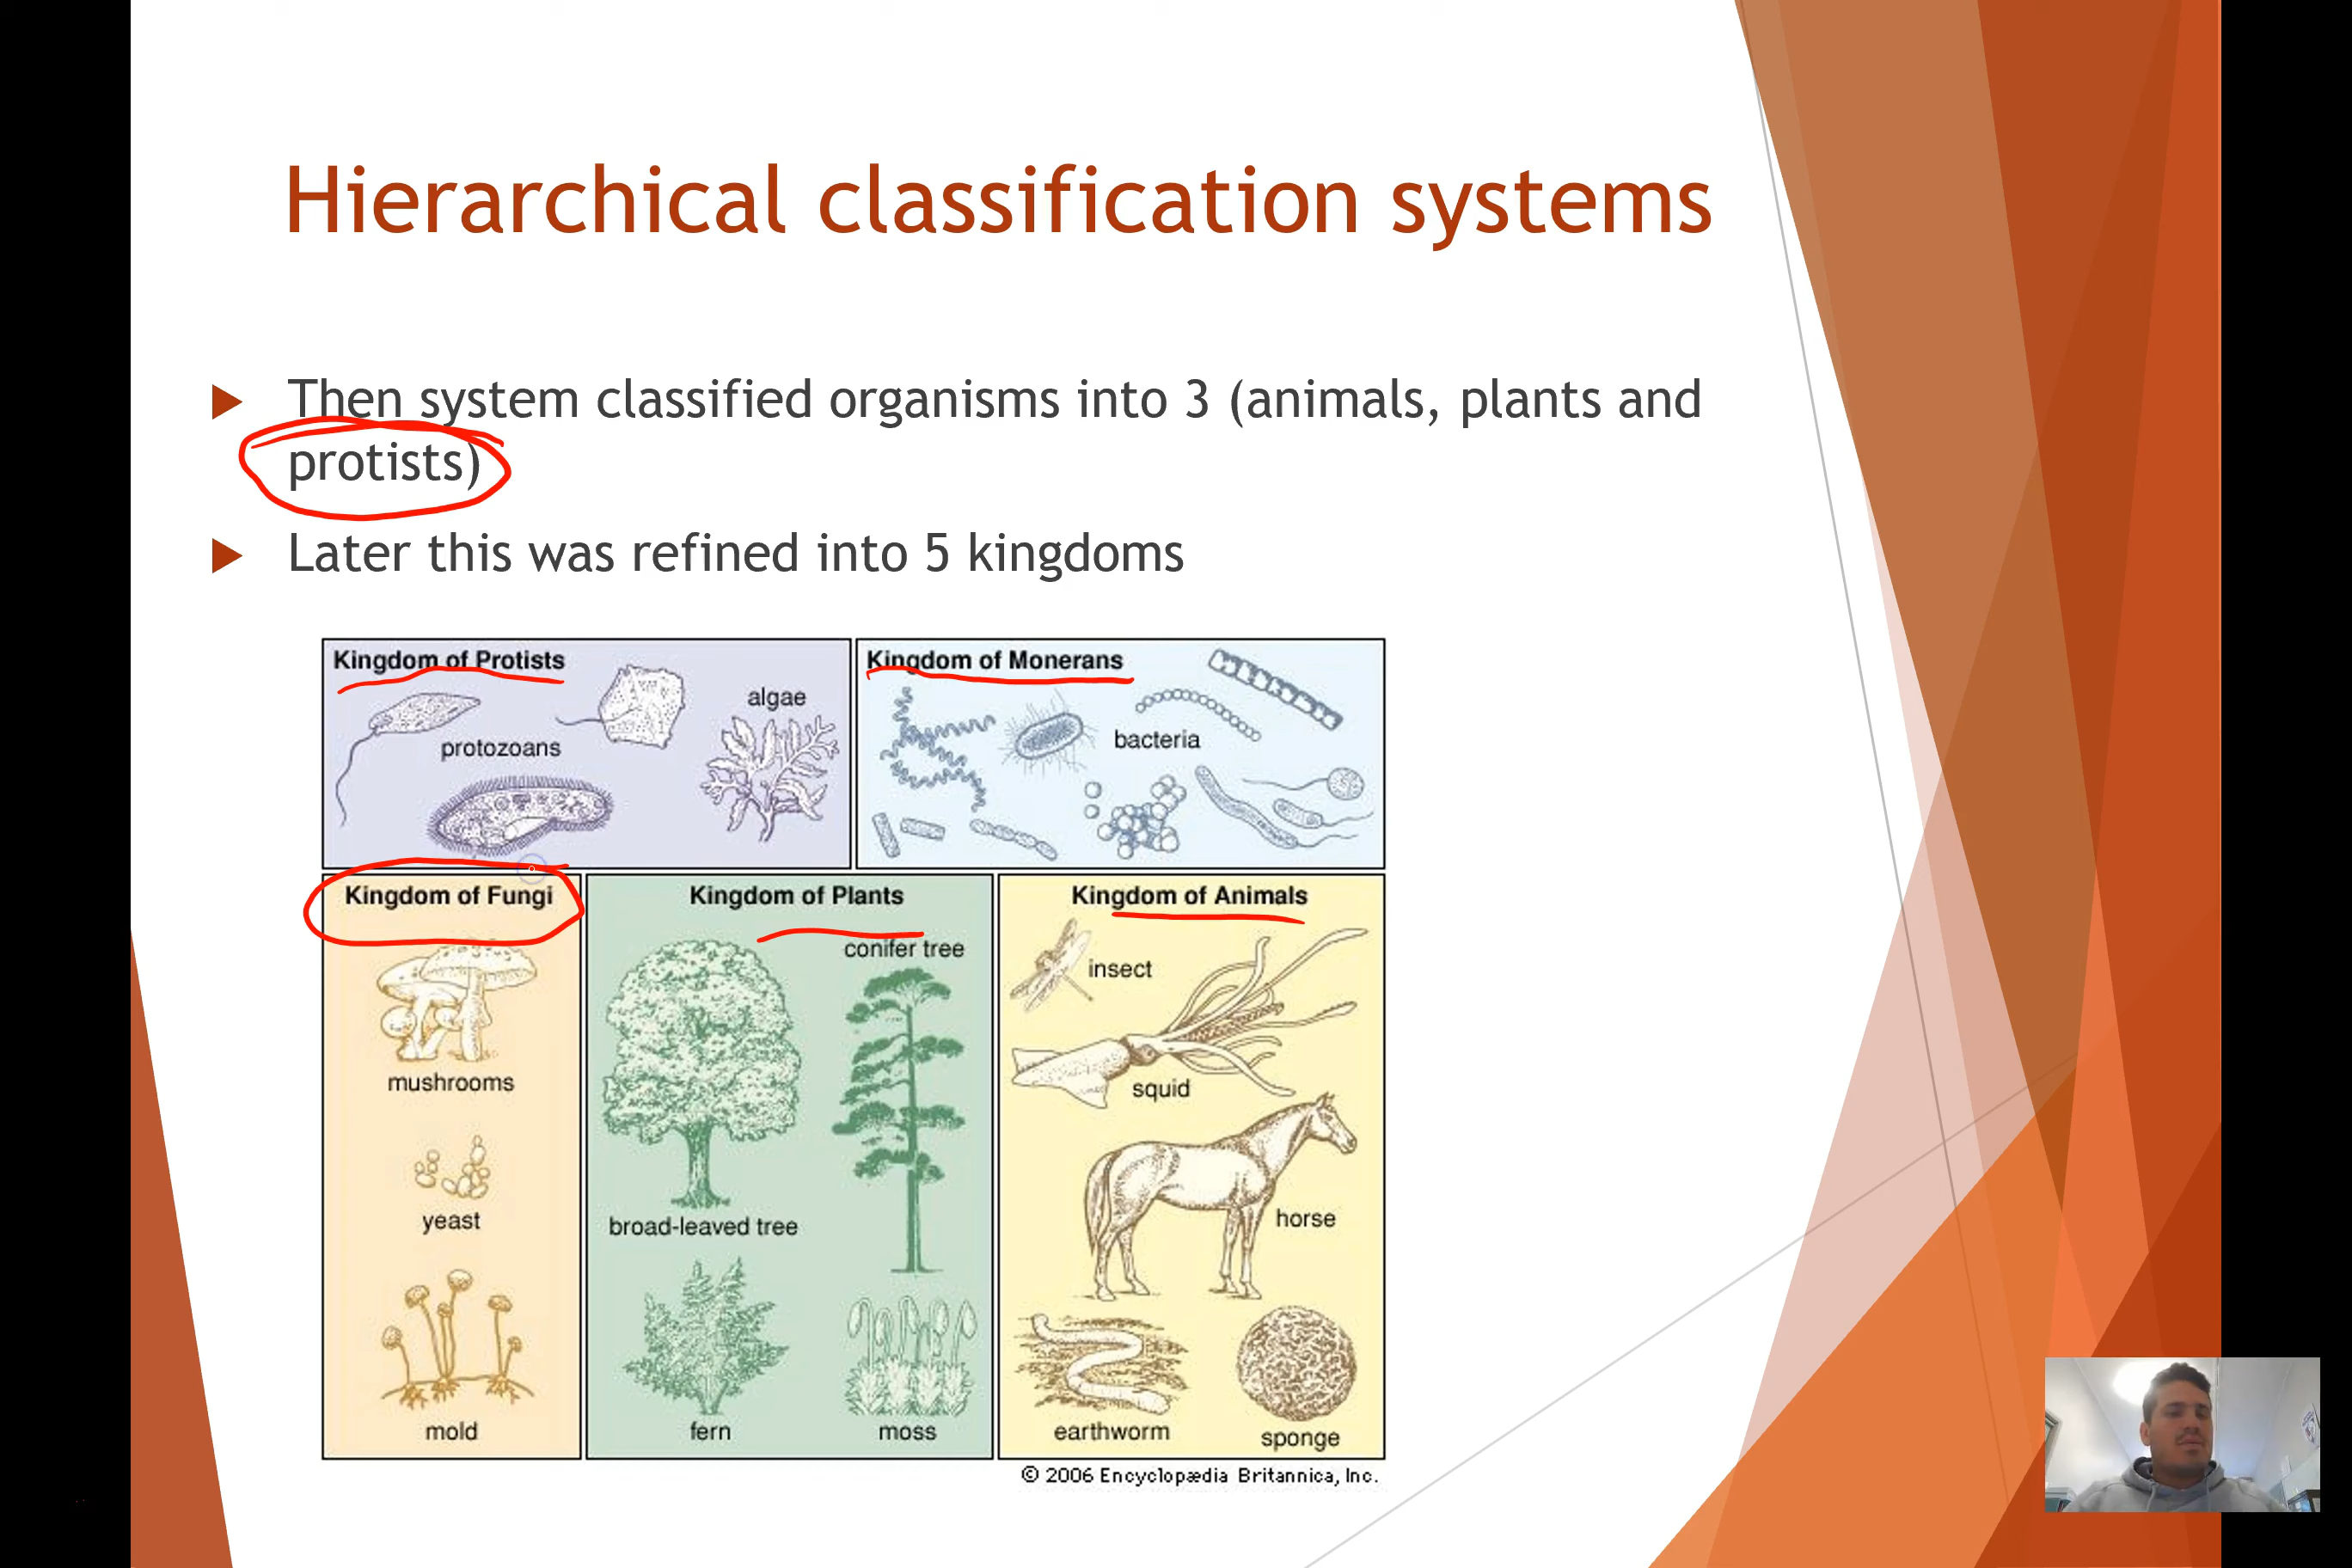 Hierarchical classification systems
Then system classified organisms into 3 (animals, plants and
protists)
Later this was refined into 5 kingdoms
Kingdom of Protists
algae
protozoans
Kingdom of Monerans
bacteria
Kingdom of Fungi
mushrooms
yeast
mold
Kingdom of Plants
conifer tree
broad-leaved tree
fern
moss
Kingdom of Animals
insect
squid
horse
earthworm
sponge
© 2006 Encyclopædia Britannica, Inc.